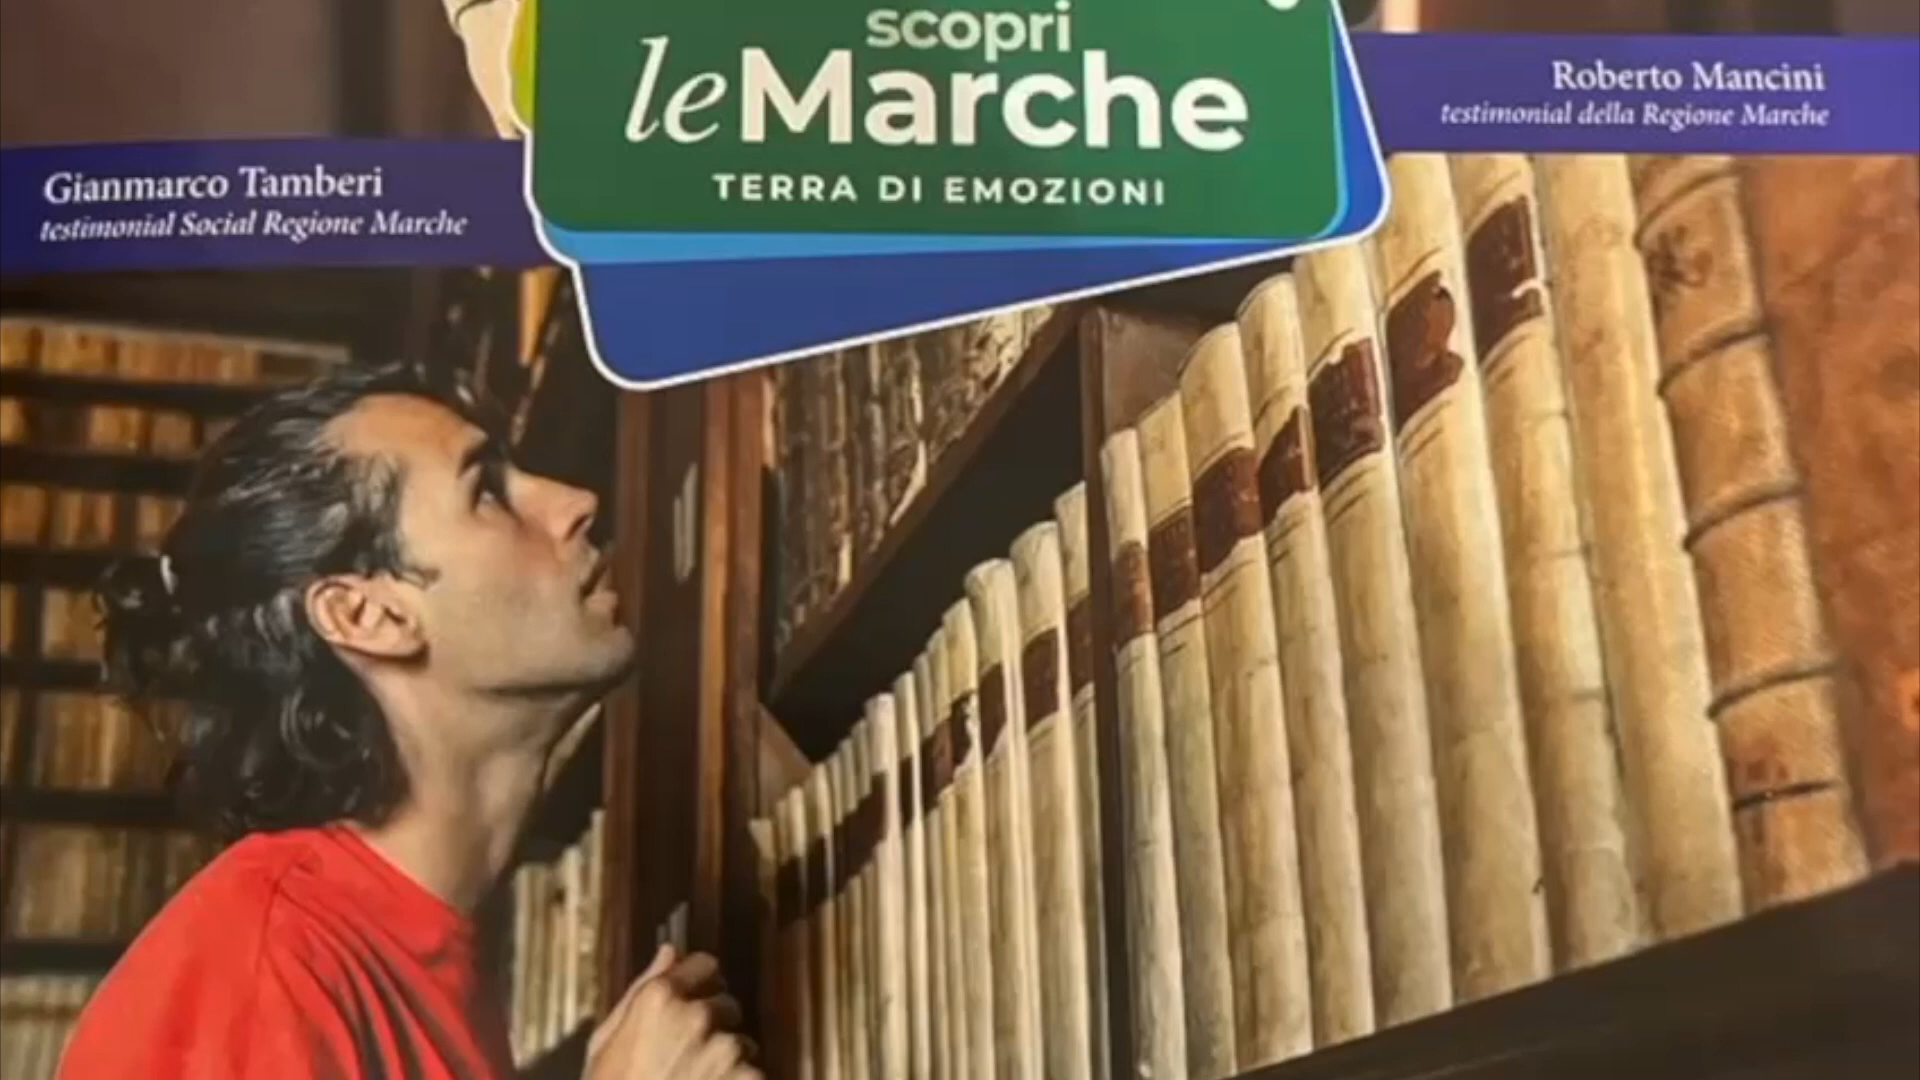 scopri
leMarche
TERRA DI EMOZIONI
Roberto Mancini
testimonial della Regione Marche
Gianmarco Tamberi
testimonial Social Regione Marche